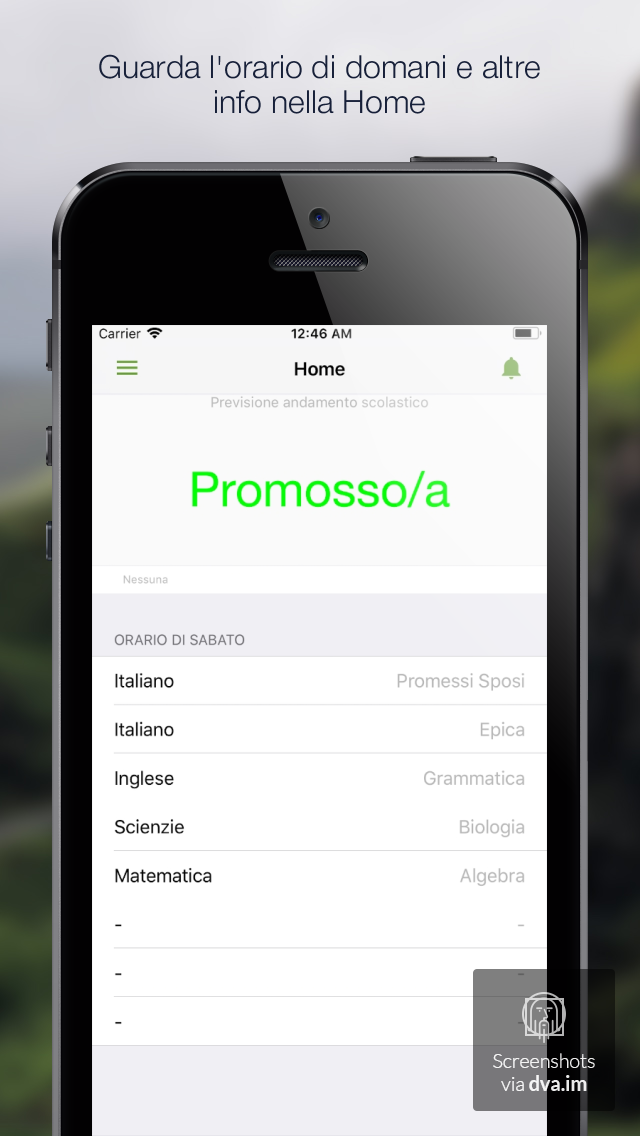 Guarda l'orario di domani e altre
info nella Home
Carrier 12:46 AM
Home
Previsione andamento scolastico
Promosso/a
Nessuna
ORARIO DI SABATO
Italiano Promessi Sposi
Italiano Epica
Inglese Grammatica
Scienzie Biologia
Matematica Algebra
- -
- -
- -
Screenshots
via dva.im